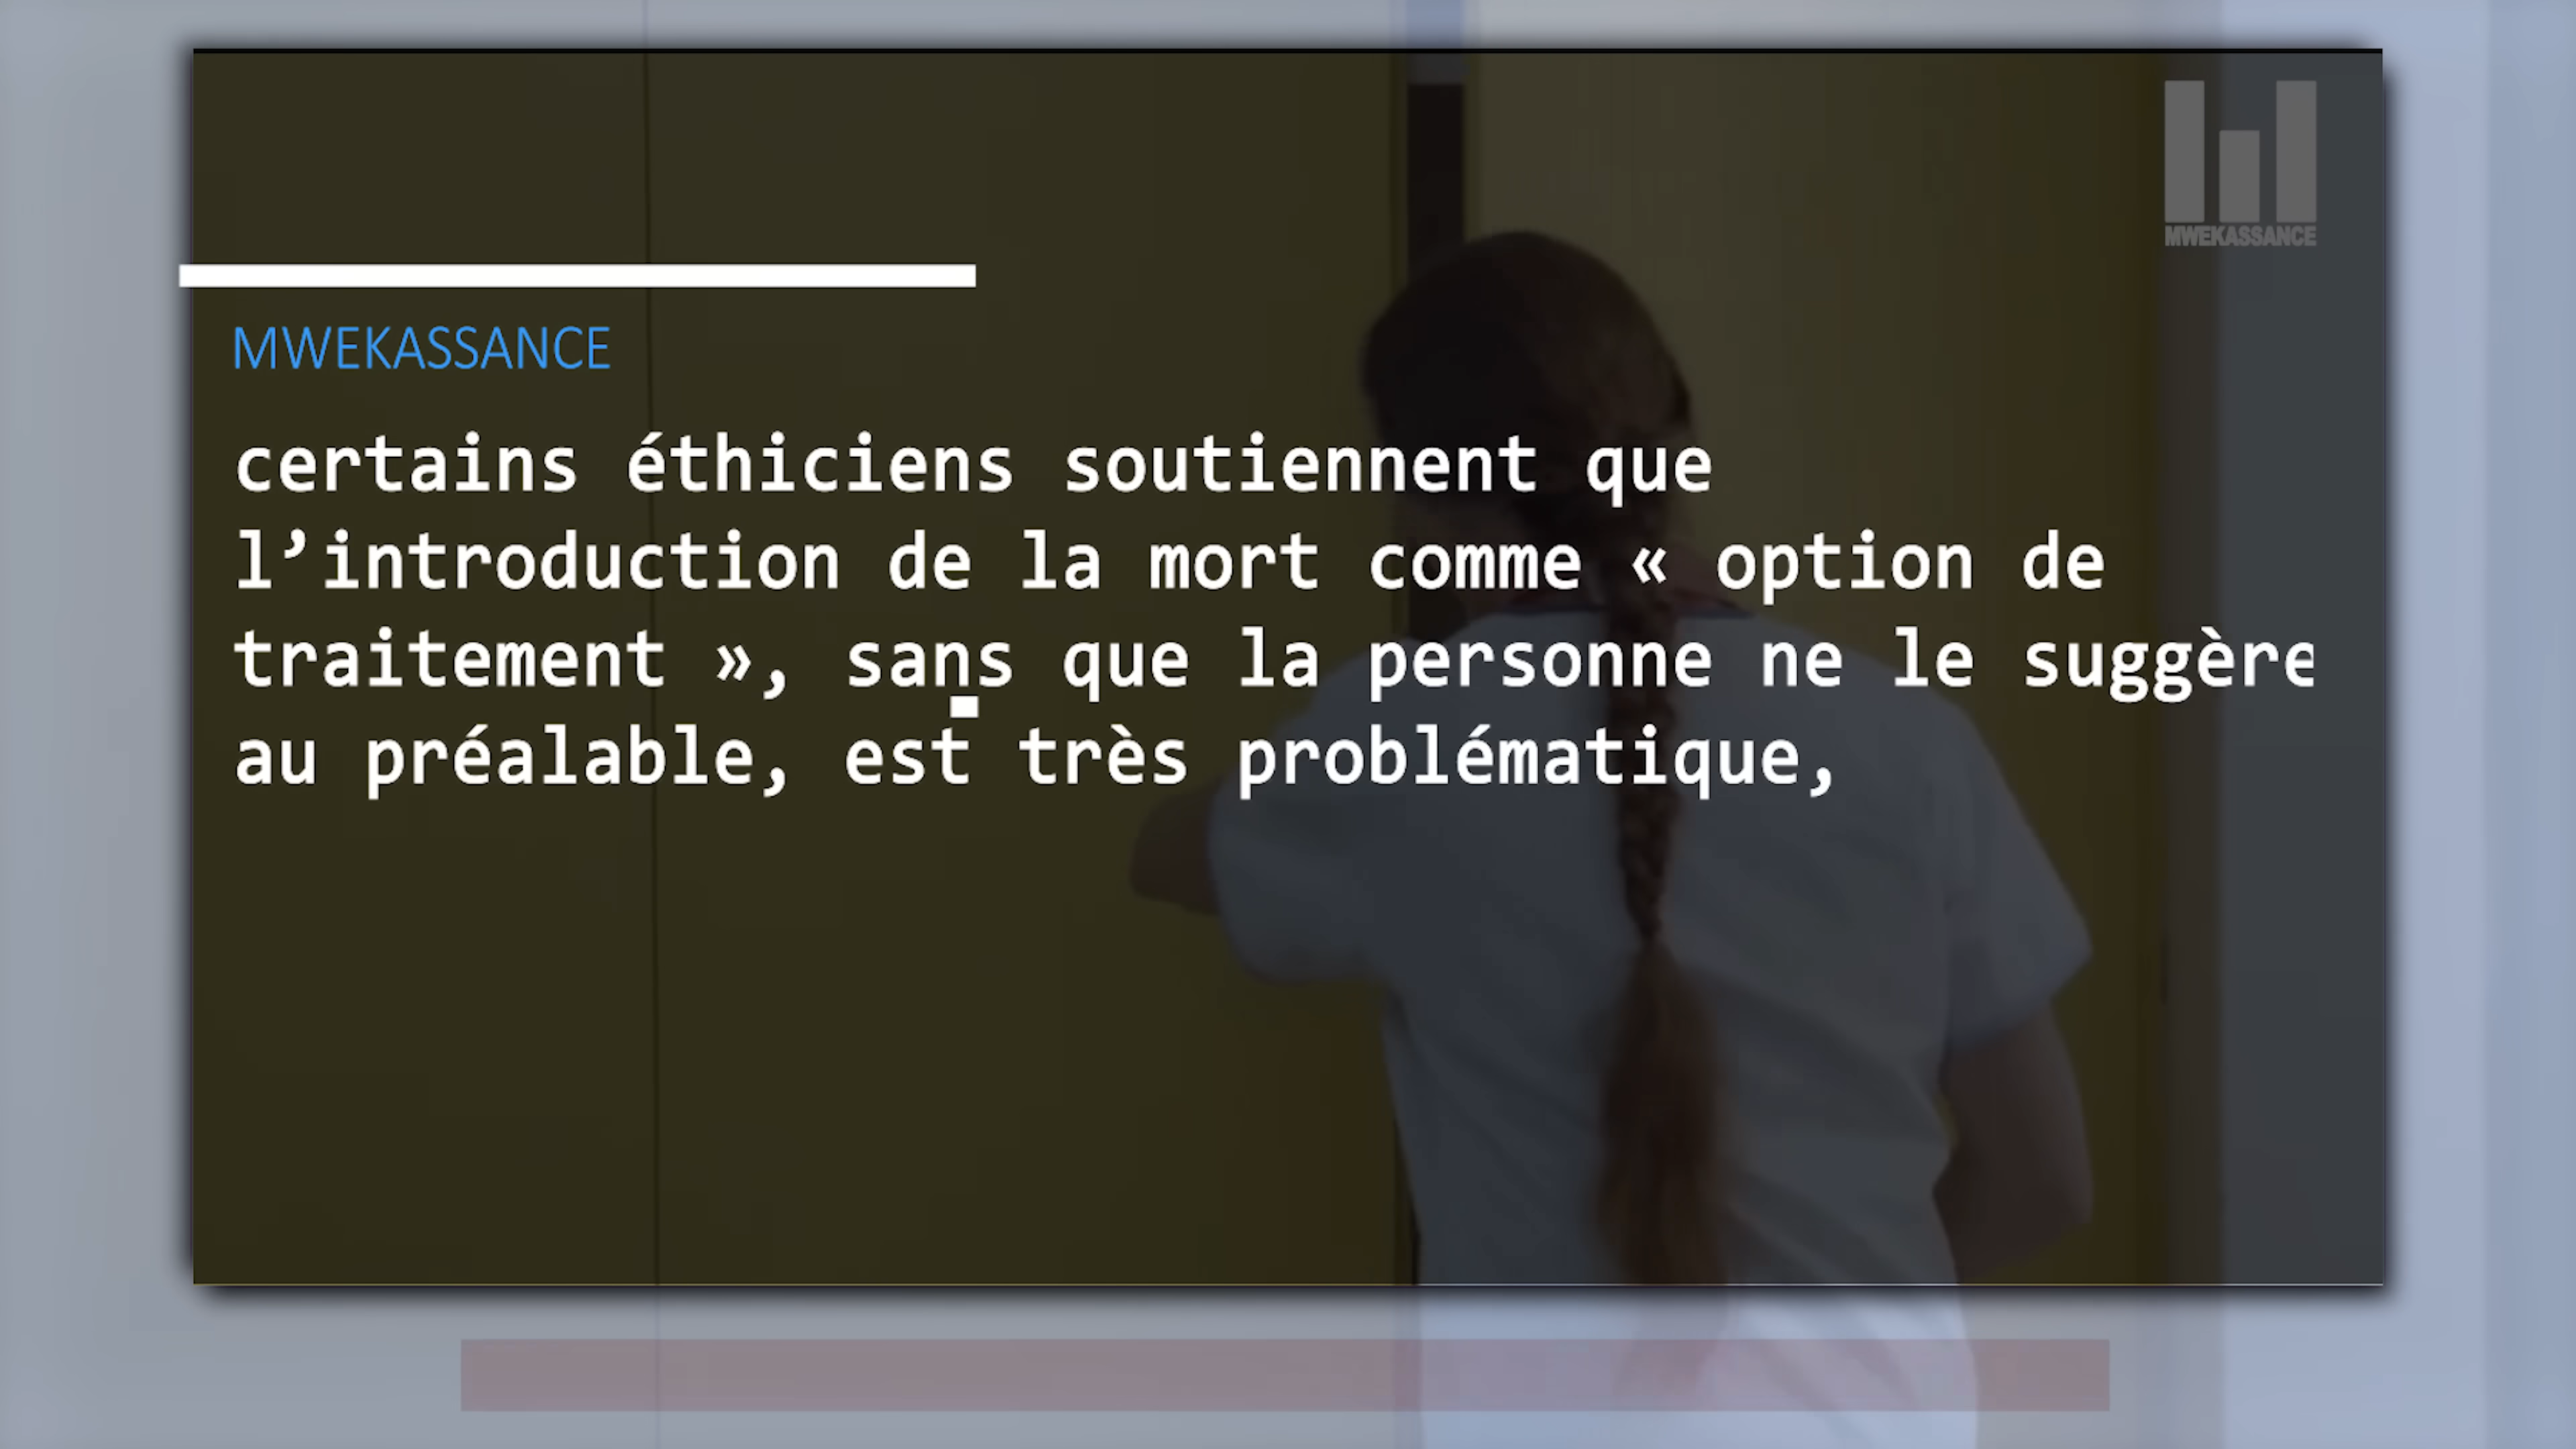 MWEKASSANCE
MWEKASSANCE
certains éthiciens soutiennent que
l’introduction de la mort comme « option de
traitement », sans que la personne ne le suggère
au préalable, est très problématique,